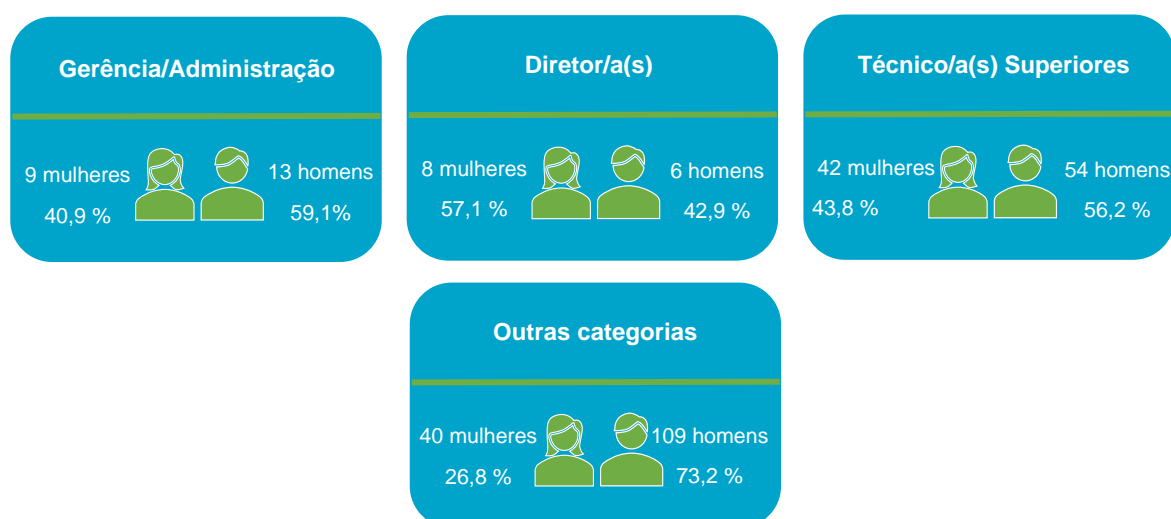 Gerência/Administração
9 mulheres
40,9 %
13 homens
59,1%
Diretor/a(s)
8 mulheres
57,1 %
6 homens
42,9 %
Técnico/a(s) Superiores
42 mulheres
43,8 %
54 homens
56,2 %
Outras categorias
40 mulheres
26,8 %
109 homens
73,2 %